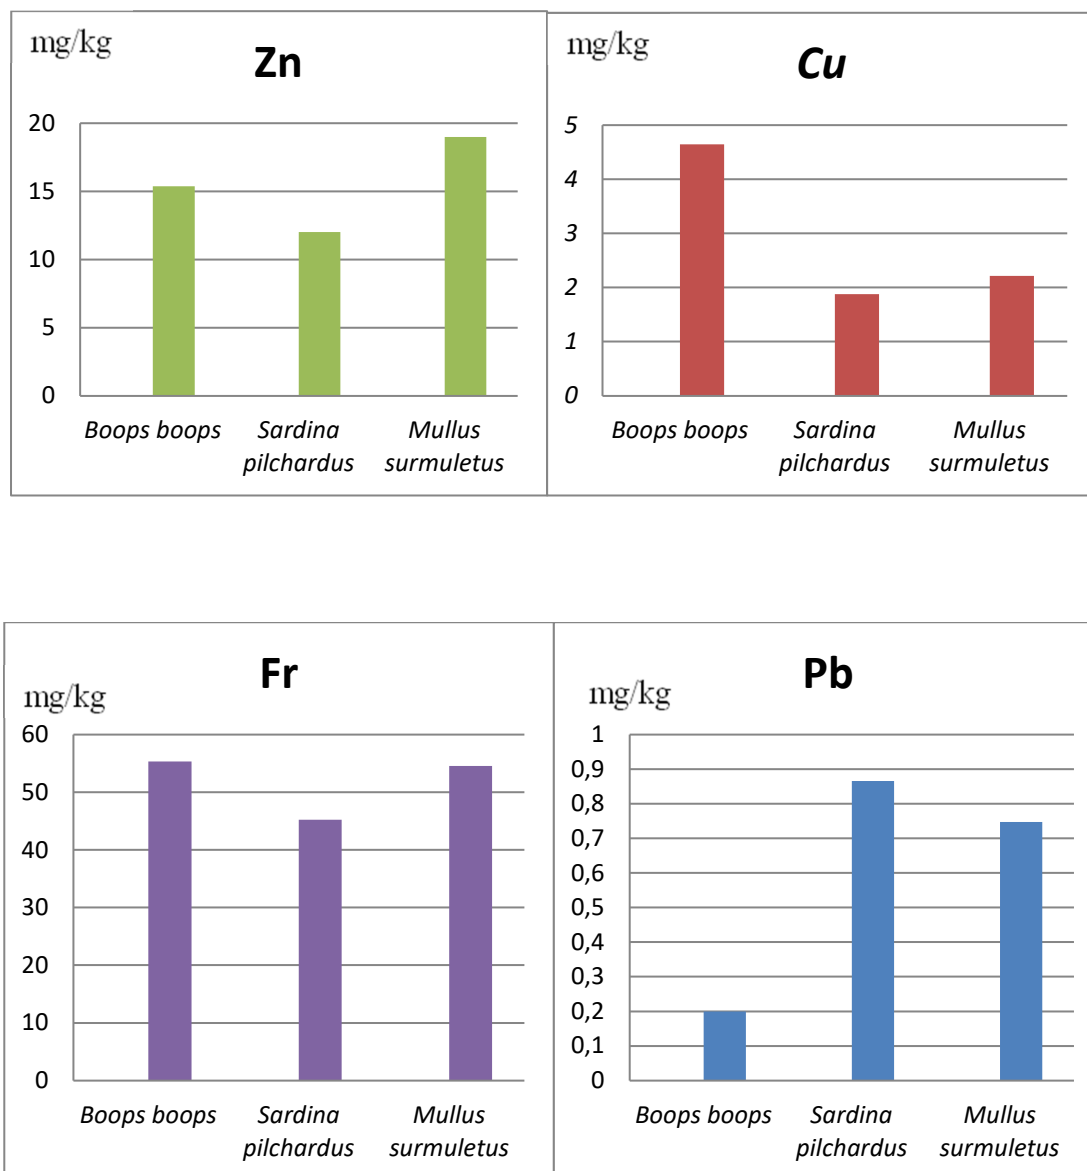 mg/kg
Zn
20
15
10
5
0
Boops boops
Sardina
pilchardus
Mullus
surmuletus
mg/kg
Cu
5
4
3
2
1
0
Boops boops
Sardina
pilchardus
Mullus
surmuletus
Fr
mg/kg
60
50
40
30
20
10
0
Boops boops
Sardina
pilchardus
Mullus
surmuletus
Pb
mg/kg
1
0,9
0,8
0,7
0,6
0,5
0,4
0,3
0,2
0,1
0
Boops boops
Sardina
pilchardus
Mullus
surmuletus